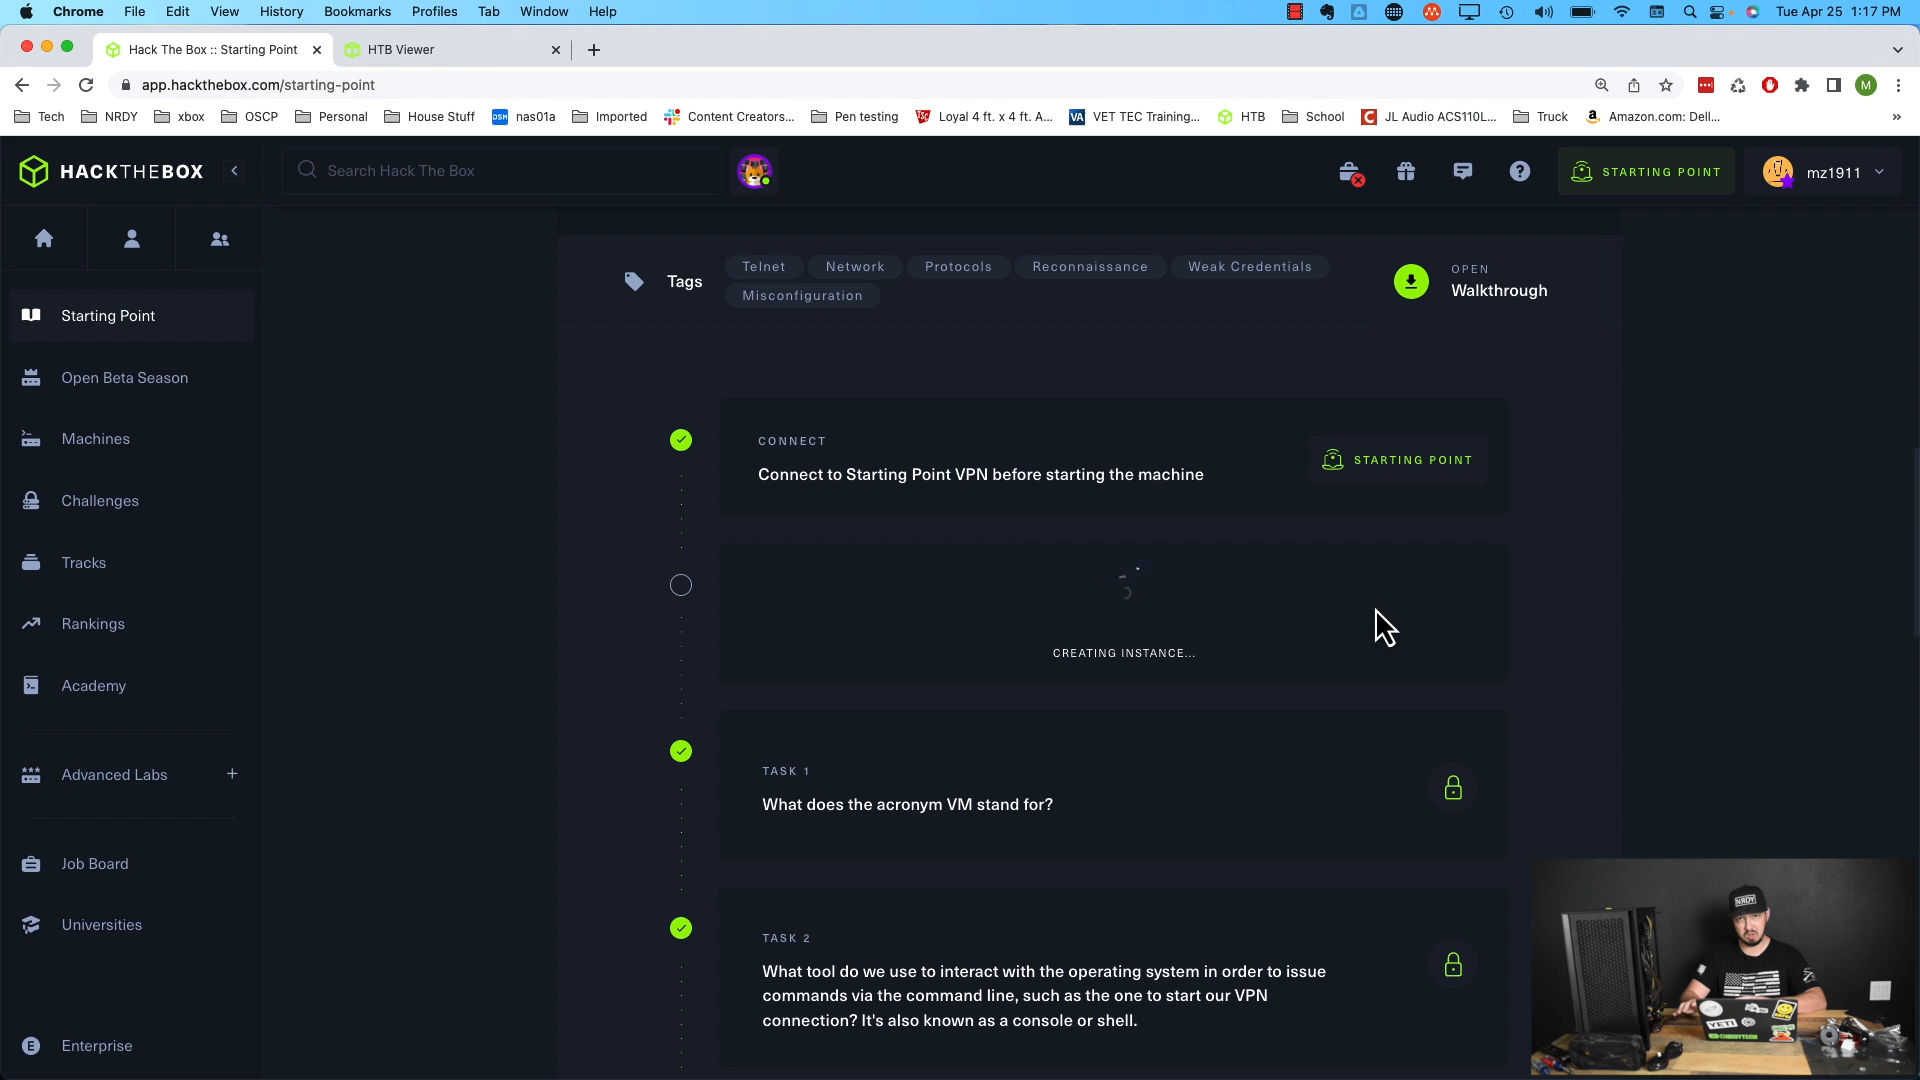 Chrome File Edit View History Bookmarks Profiles Tab Window Help Tue Apr 25 1:17 PM
Hack The Box :: Starting Point HTB Viewer
app.hackthebox.com/starting-point M
Tech NRDY xbox OSCP Personal House Stuff DSM nas01a Imported Content Creators... Pen testing Loyal 4 ft. x 4 ft. A... VA VET TEC Training... HTB School JL Audio ACS110L... Truck Amazon.com: Dell... »
HACKTHEBOX Search Hack The Box STARTING POINT mz1911
Starting Point
Open Beta Season
Machines
Challenges
Tracks
Rankings
Academy
Advanced Labs +
Job Board
Universities
E Enterprise
Tags
Telnet Network Protocols Reconnaissance Weak Credentials
Misconfiguration
OPEN
Walkthrough
CONNECT
Connect to Starting Point VPN before starting the machine
STARTING POINT
CREATING INSTANCE...
TASK 1
What does the acronym VM stand for?
TASK 2
What tool do we use to interact with the operating system in order to issue
commands via the command line, such as the one to start our VPN
connection? It's also known as a console or shell.
NRDY
YETI